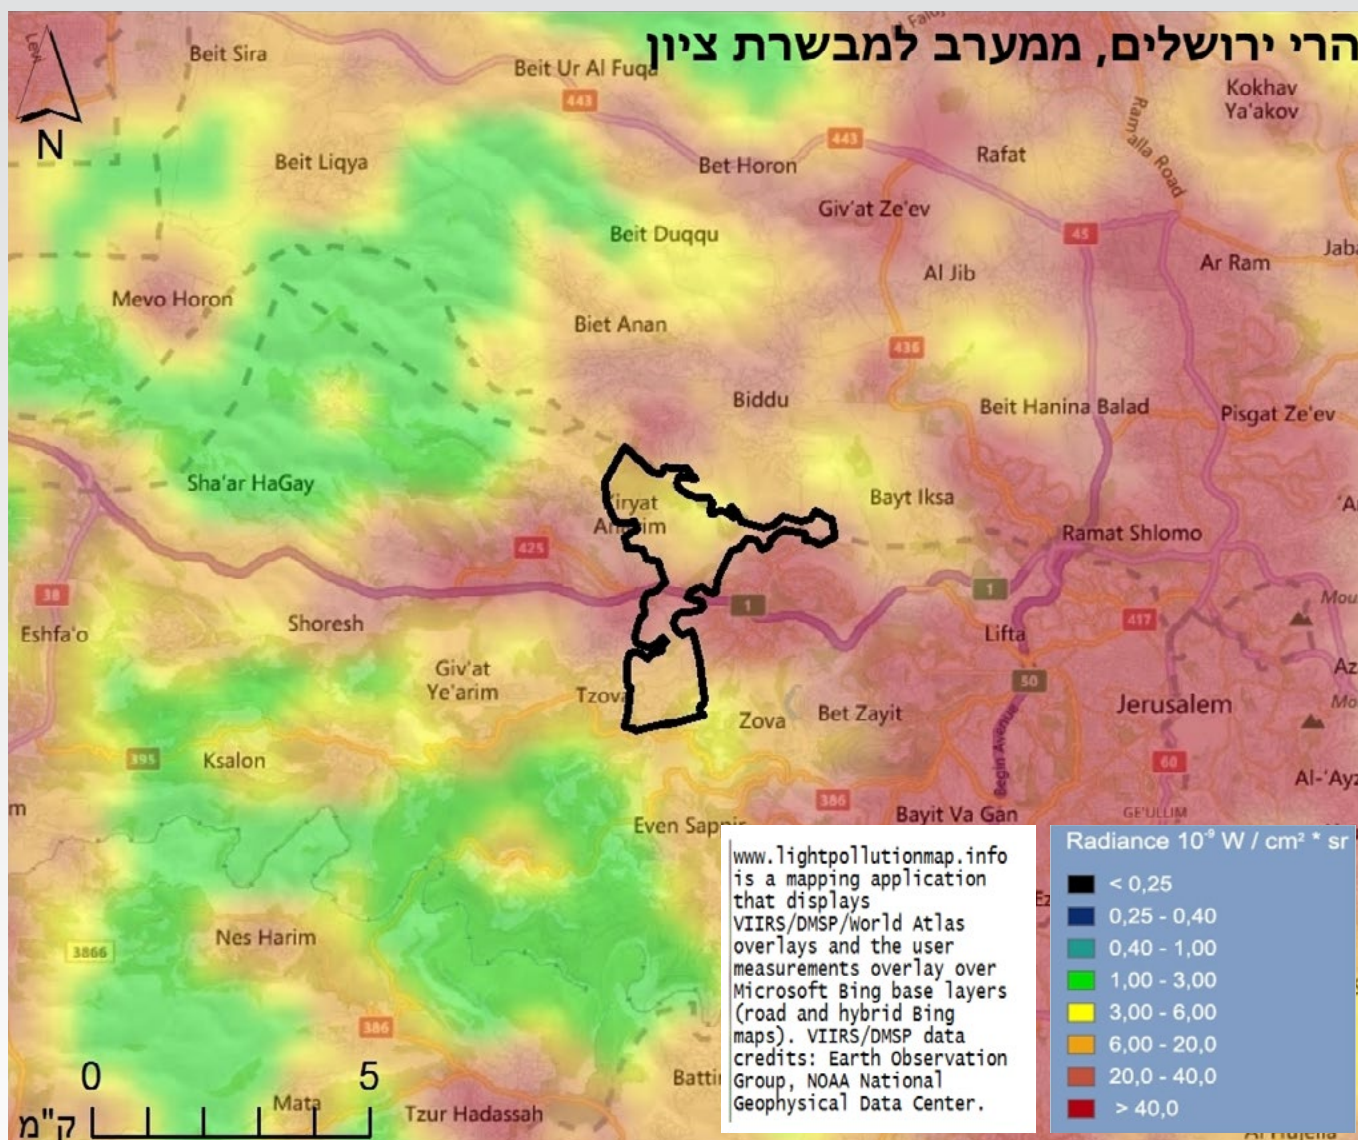 הרי ירושלים, ממערב למבשרת ציון
N
Beit Sira
Beit Ur Al Fuqa
443
Kokhav
Ya'akov
Ramalla Road
443
Beit Liqya
Bet Horon
Rafat
Giv'at Ze'ev
45
Beit Duqqu
Ar Ram
Al Jib
Mevo Horon
Biet Anan
436
Biddu
Beit Hanina Balad
Pisgat Ze'ev
Sha'ar HaGay
Bayt Iksa
Ramat Shlomo
425
38
1
1
Eshfa'o
Shoresh
Lifta
417
Giv'at
Ye'arim
50
Tzova
Zova
Bet Zayit
Jerusalem
Begin Avenue
395
Ksalon
60
386
Bayit Va Gan
GE'ULLIM
Even Sappir
Nes Harim
3866
386
Mata
Tzur Hadassah
0 5
ק"מ
www.lightpollutionmap.info
is a mapping application
that displays
VIIRS/DMSP/World Atlas
overlays and the user
measurements overlay over
Microsoft Bing base layers
(road and hybrid Bing
maps). VIIRS/DMSP data
credits: Earth Observation
Group, NOAA National
Geophysical Data Center.
Radiance 10⁻⁹ W / cm² * sr
< 0,25
0,25 - 0,40
0,40 - 1,00
1,00 - 3,00
3,00 - 6,00
6,00 - 20,0
20,0 - 40,0
> 40,0